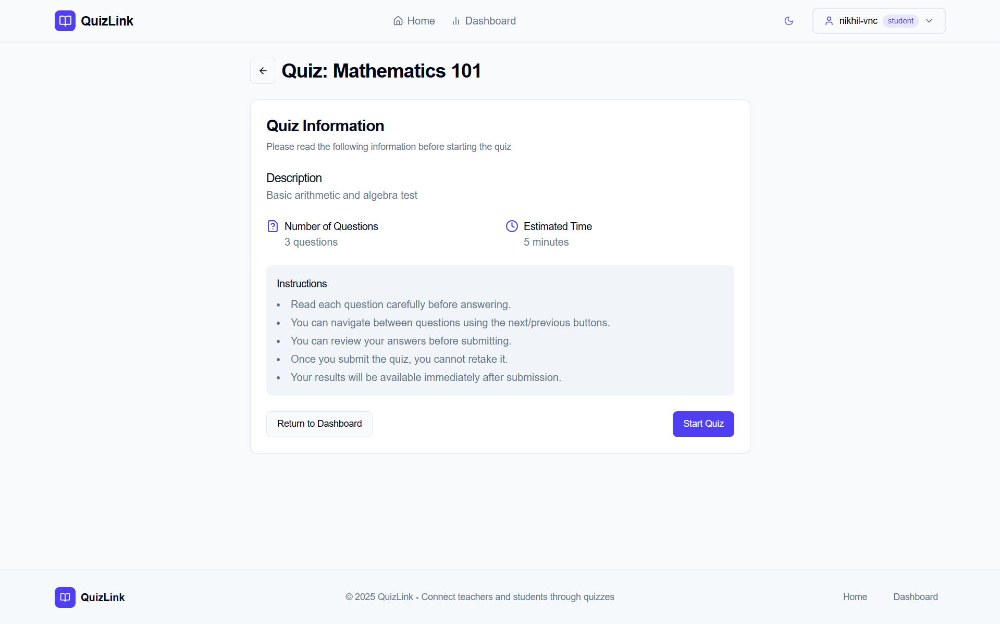 QuizLink
Home
Dashboard
nikhil-vnc
student
Quiz: Mathematics 101
Quiz Information
Please read the following information before starting the quiz
Description
Basic arithmetic and algebra test
Number of Questions
3 questions
Estimated Time
5 minutes
Instructions
• Read each question carefully before answering.
• You can navigate between questions using the next/previous buttons.
• You can review your answers before submitting.
• Once you submit the quiz, you cannot retake it.
• Your results will be available immediately after submission.
Return to Dashboard
Start Quiz
QuizLink
© 2025 QuizLink - Connect teachers and students through quizzes
Home
Dashboard